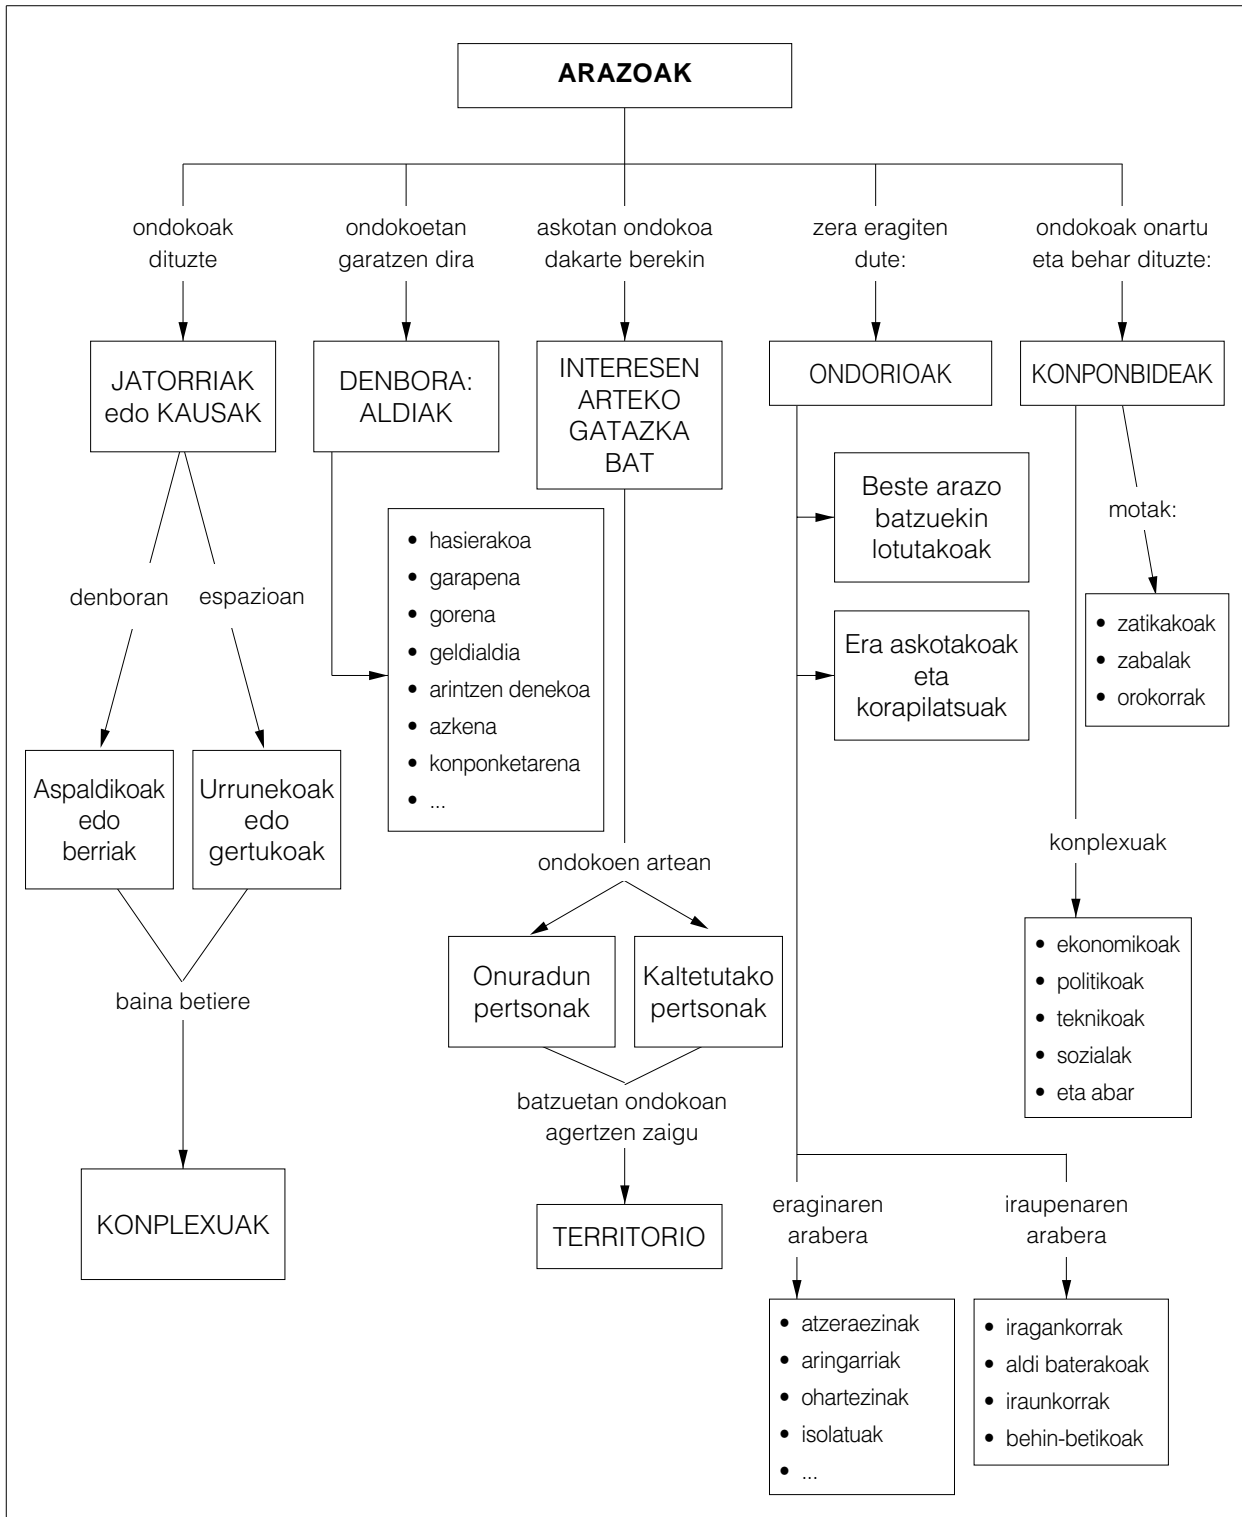 ARAZOAK
ondokoak
dituzte
ondokoetan
garatzen dira
askotan ondokoa
dakarte berekin
zera eragiten
dute:
ondokoak onartu
eta behar dituzte:
JATORRIAK
edo KAUSAK
DENBORA:
ALDIAK
INTERESEN
ARTEKO
GATAZKA
BAT
ONDORIOAK
KONPONBIDEAK
denboran
espazioan
• hasierakoa
• garapena
• gorena
• geldialdia
• arintzen denekoa
• azkena
• konponketarena
• ...
Beste arazo
batzuekin
lotutakoak
Era askotakoak
eta
korapilatsuak
motak:
• zatikakoak
• zabalak
• orokorrak
Aspaldikoak
edo
berriak
Urrunekoak
edo
gertukoak
ondokoen artean
konplexuak
Onuradun
pertsonak
Kaltetutako
pertsonak
• ekonomikoak
• politikoak
• teknikoak
• sozialak
• eta abar
baina betiere
batzuetan ondokoan
agertzen zaigu
KONPLEXUAK
TERRITORIO
eraginaren
arabera
iraupenaren
arabera
• atzeraezinak
• aringarriak
• ohartezinak
• isolatuak
• ...
• iragankorrak
• aldi baterakoak
• iraunkorrak
• behin-betikoak